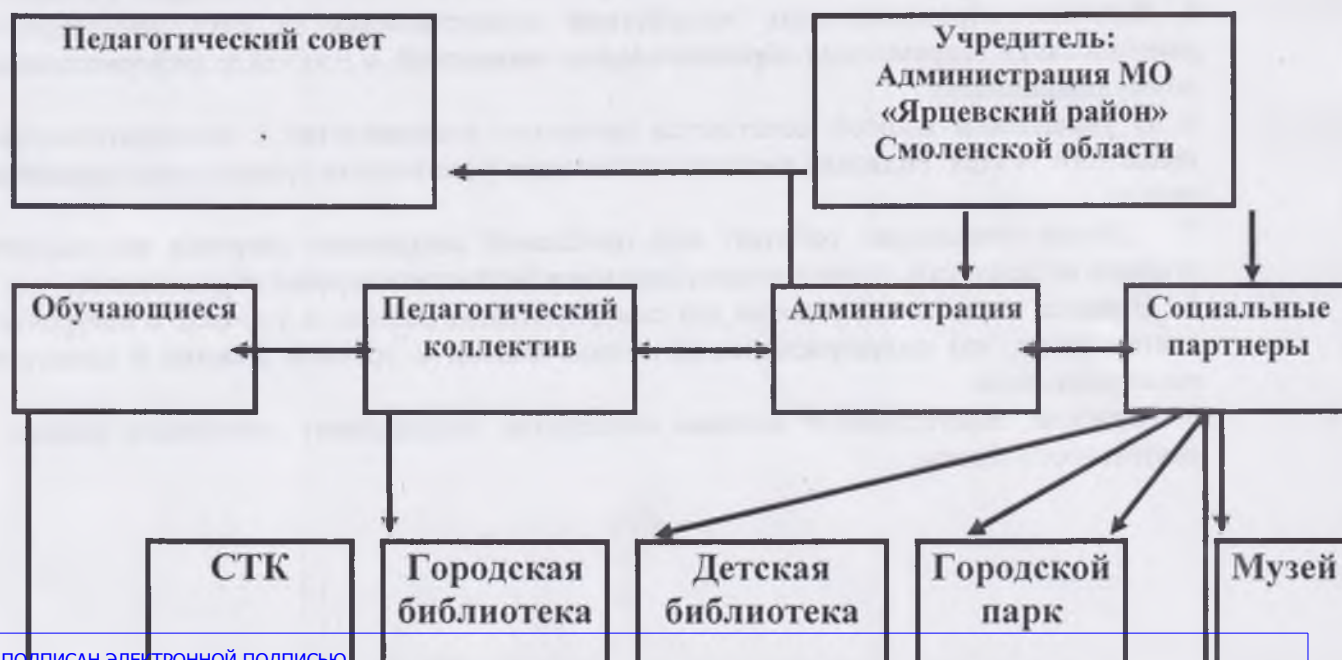 Педагогический совет
Учредитель:
Администрация МО
«Ярцевский район»
Смоленской области
Обучающиеся
Педагогический
коллектив
Администрация
Социальные
партнеры
СТК
Городская
библиотека
Детская
библиотека
Городской
парк
Музей
ПОДПИСАН ЭЛЕКТРОННОЙ ПОДПИСЬЮ